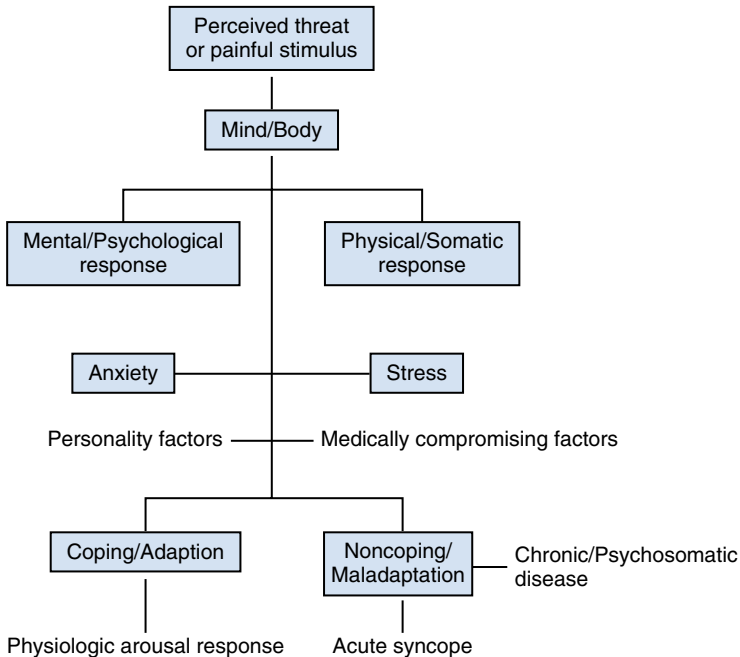 Perceived threat
or painful stimulus
Mind/Body
Mental/Psychological
response
Physical/Somatic
response
Anxiety
Stress
Personality factors
Medically compromising factors
Coping/Adaption
Noncoping/
Maladaptation
Chronic/Psychosomatic
disease
Physiologic arousal response
Acute syncope